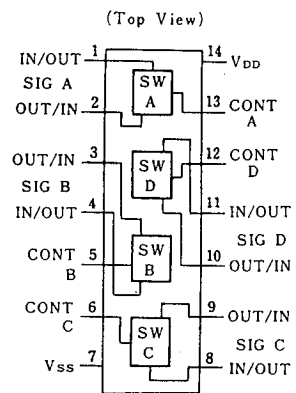 (Top View)
IN/OUT 1 14 VDD
SIG A SW A
OUT/IN 2 13 CONT A
OUT/IN 3 12 CONT D
SIG B SW D
IN/OUT 4 11 IN/OUT
SIG D
CONT B 5 SW B 10 OUT/IN
CONT C 6 9 OUT/IN
SW C SIG C
VSS 7 8 IN/OUT